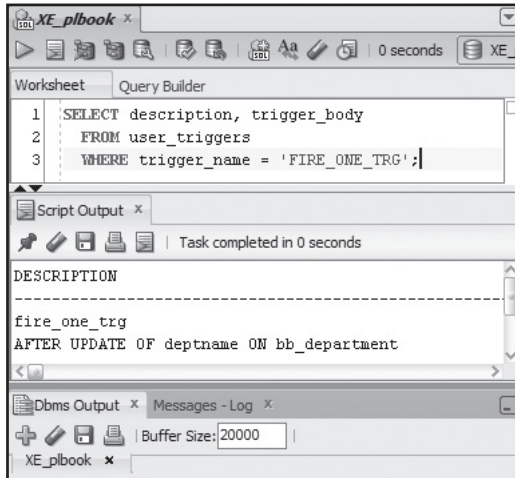 XE_plbook x
SQL Aa 0 seconds XE_
Worksheet Query Builder
1 SELECT description, trigger_body
2 FROM user_triggers
3 WHERE trigger_name = 'FIRE_ONE_TRG';
Script Output x
Task completed in 0 seconds
DESCRIPTION
--------------------------------------------------
fire_one_trg
AFTER UPDATE OF deptname ON bb_department
Dbms Output x Messages - Log x
Buffer Size: 20000
XE_plbook x